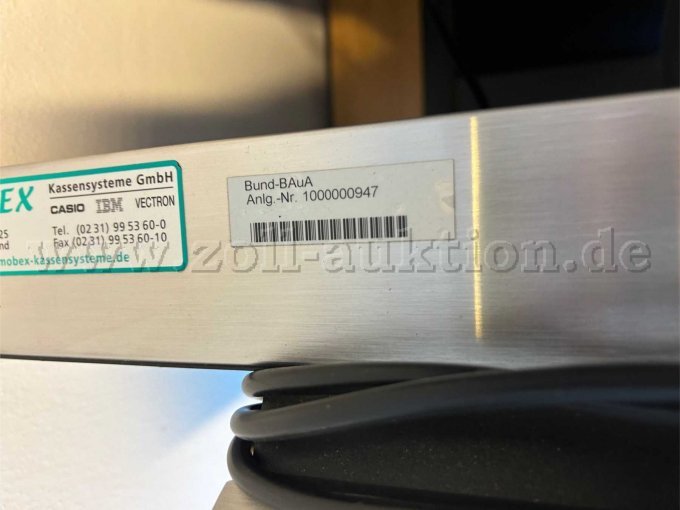 EX Kassensysteme GmbH
CASIO IBM VECTRON
25 Tel. (02 31) 99 53 60-0
nd Fax (02 31) 99 53 60-10
mobex-kassensysteme.de
Bund-BAuA
Anlg.-Nr. 1000000947
www.zoll-auktion.de